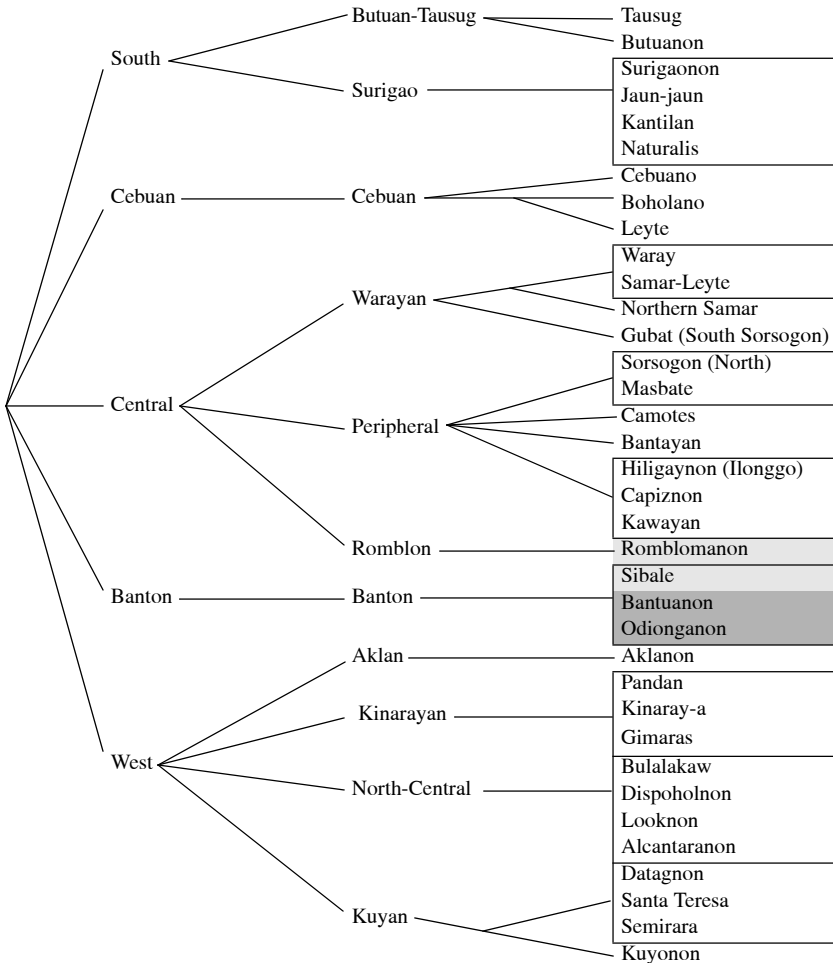 Butuan-Tausug
Tausug
Butuanon
South
Surigaonon
Surigao
Jaun-jaun
Kantilan
Naturalis
Cebuano
Cebuan
Cebuan
Boholano
Leyte
Waray
Samar-Leyte
Warayan
Northern Samar
Gubat (South Sorsogon)
Sorsogon (North)
Masbate
Central
Camotes
Peripheral
Bantayan
Hiligaynon (Ilonggo)
Capiznon
Kawayan
Romblon
Romblomanon
Sibale
Banton
Banton
Bantuanon
Odionganon
Aklan
Aklanon
Pandan
Kinarayan
Kinaray-a
Gimaras
West
Bulalakaw
North-Central
Dispoholnon
Looknon
Alcantaranon
Datagnon
Santa Teresa
Kuyan
Semirara
Kuyonon